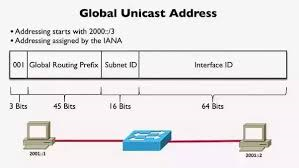 Global Unicast Address
• Addressing starts with 2000::/3
• Addressing assigned by the IANA
001 Global Routing Prefix Subnet ID Interface ID
3 Bits 45 Bits 16 Bits 64 Bits
2001::1 2001::2